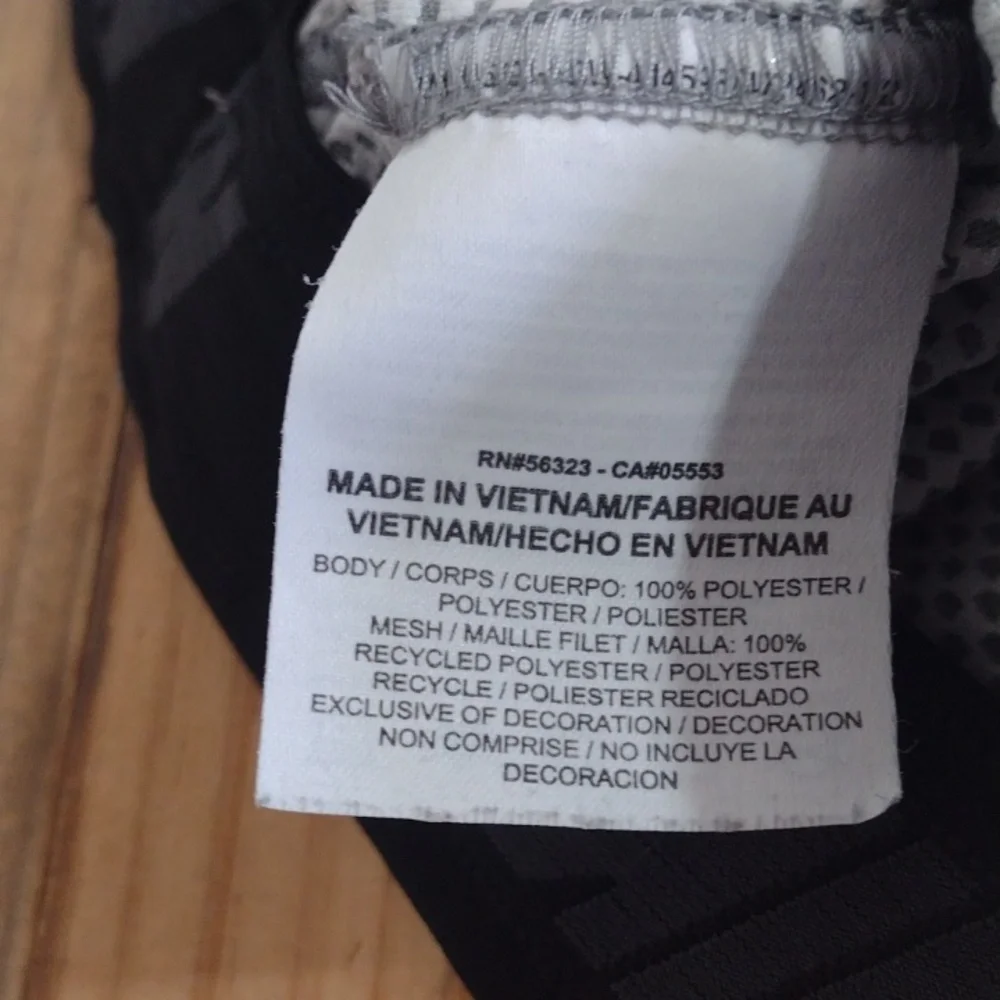 RN#56323 - CA#05553
MADE IN VIETNAM/FABRIQUE AU
VIETNAM/HECHO EN VIETNAM
BODY / CORPS / CUERPO: 100% POLYESTER /
POLYESTER / POLIESTER
MESH / MAILLE FILET / MALLA: 100%
RECYCLED POLYESTER / POLYESTER
RECYCLE / POLIESTER RECICLADO
EXCLUSIVE OF DECORATION / DECORATION
NON COMPRISE / NO INCLUYE LA
DECORACION